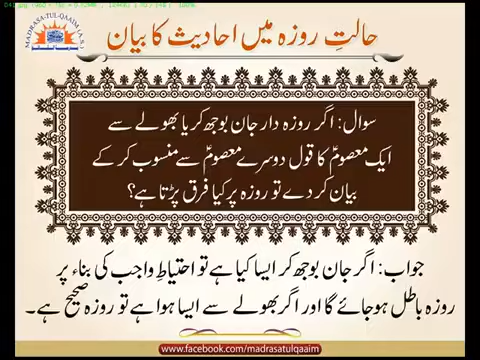 MADRASA-TUL-QAAIM (A.S.)
حالتِ روزہ میں احادیث کا بیان
سوال: اگر روزہ دار جان بوجھ کر یا بھولے سے
ایک معصومؑ کا قول دوسرے معصومؑ سے منسوب کر کے
بیان کر دے تو روزہ پر کیا فرق پڑتا ہے؟
جواب: اگر جان بوجھ کر ایسا کیا ہے تو احتیاطِ واجب کی بناء پر
روزہ باطل ہو جائے گا اور اگر بھولے سے ایسا ہوا ہے تو روزہ صحیح ہے۔
www.facebook.com/madrasatulqaaim